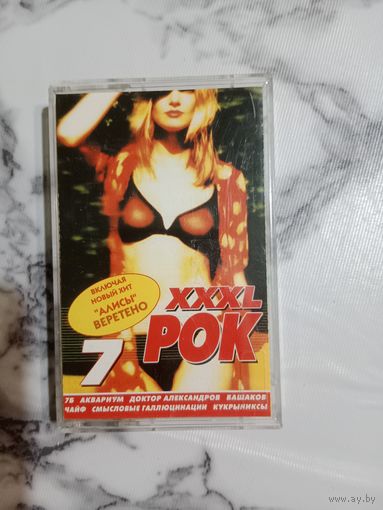 ВКЛЮЧАЯ
НОВЫЙ ХИТ
"АЛИСЫ"
ВЕРЕТЕНО
XXXL
РОК
7
7Б АКВАРИУМ ДОКТОР АЛЕКСАНДРОВ БАШАКОВ
ЧАЙФ СМЫСЛОВЫЕ ГАЛЛЮЦИНАЦИИ КУКРЫНИКСЫ
www.ay.by